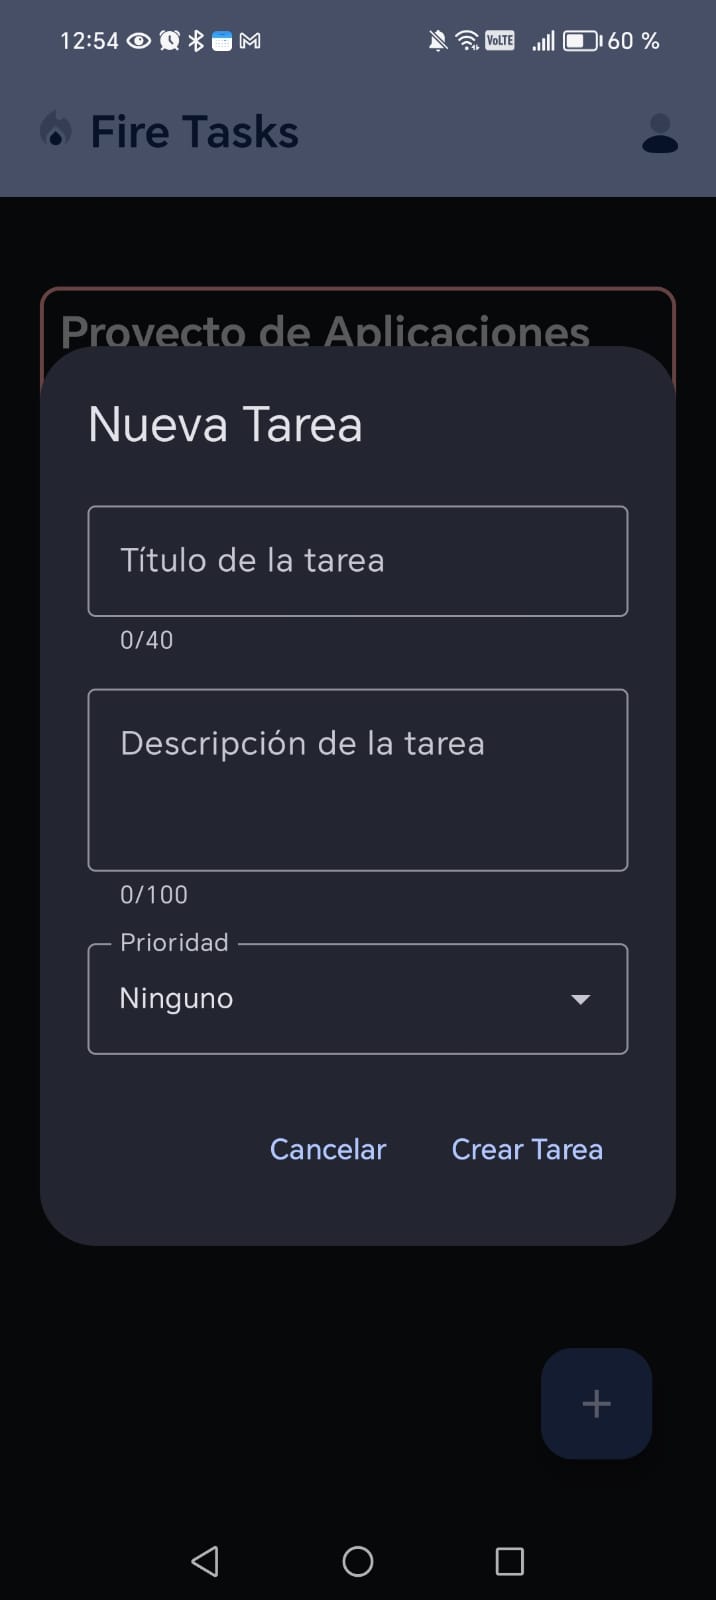 12:54 VoLTE 60 %
Fire Tasks
Proyecto de Aplicaciones
Nueva Tarea
Título de la tarea
0/40
Descripción de la tarea
0/100
Prioridad
Ninguno
Cancelar Crear Tarea